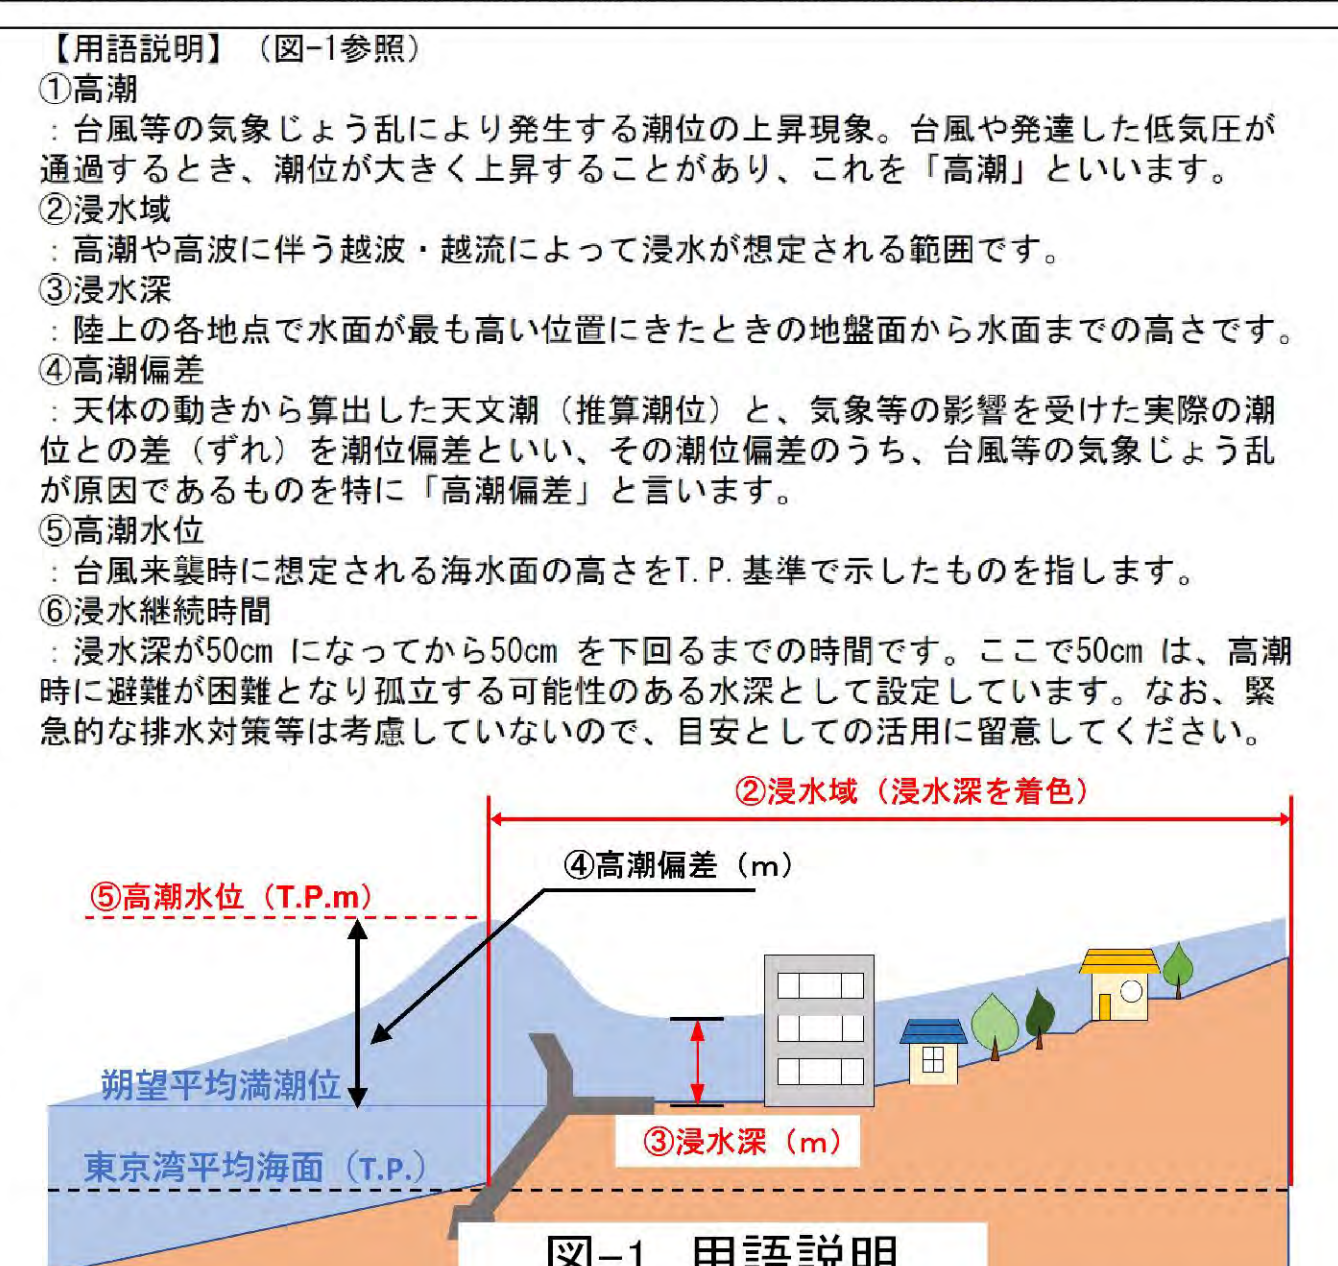 【用語説明】（図-1参照）
①高潮
：台風等の気象じょう乱により発生する潮位の上昇現象。台風や発達した低気圧が
通過するとき、潮位が大きく上昇することがあり、これを「高潮」といいます。
②浸水域
：高潮や高波に伴う越波・越流によって浸水が想定される範囲です。
③浸水深
：陸上の各地点で水面が最も高い位置にきたときの地盤面から水面までの高さです。
④高潮偏差
：天体の動きから算出した天文潮（推算潮位）と、気象等の影響を受けた実際の潮
位との差（ずれ）を潮位偏差といい、その潮位偏差のうち、台風等の気象じょう乱
が原因であるものを特に「高潮偏差」と言います。
⑤高潮水位
：台風来襲時に想定される海水面の高さをT.P.基準で示したものを指します。
⑥浸水継続時間
：浸水深が50cm になってから50cm を下回るまでの時間です。ここで50cm は、高潮
時に避難が困難となり孤立する可能性のある水深として設定しています。なお、緊
急的な排水対策等は考慮していないので、目安としての活用に留意してください。
②浸水域（浸水深を着色）
④高潮偏差（m）
⑤高潮水位（T.P.m）
朔望平均満潮位
③浸水深（m）
東京湾平均海面（T.P.）
図-1 用語説明